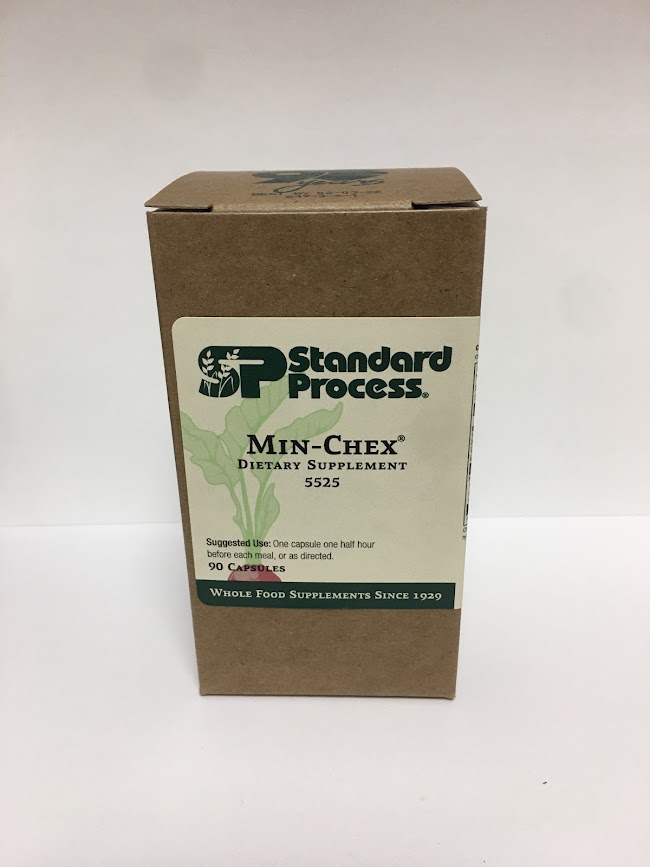 SP Standard
Process®
MIN-CHEX®
DIETARY SUPPLEMENT
5525
Suggested Use: One capsule one half hour
before each meal, or as directed.
90 CAPSULES
WHOLE FOOD SUPPLEMENTS SINCE 1929